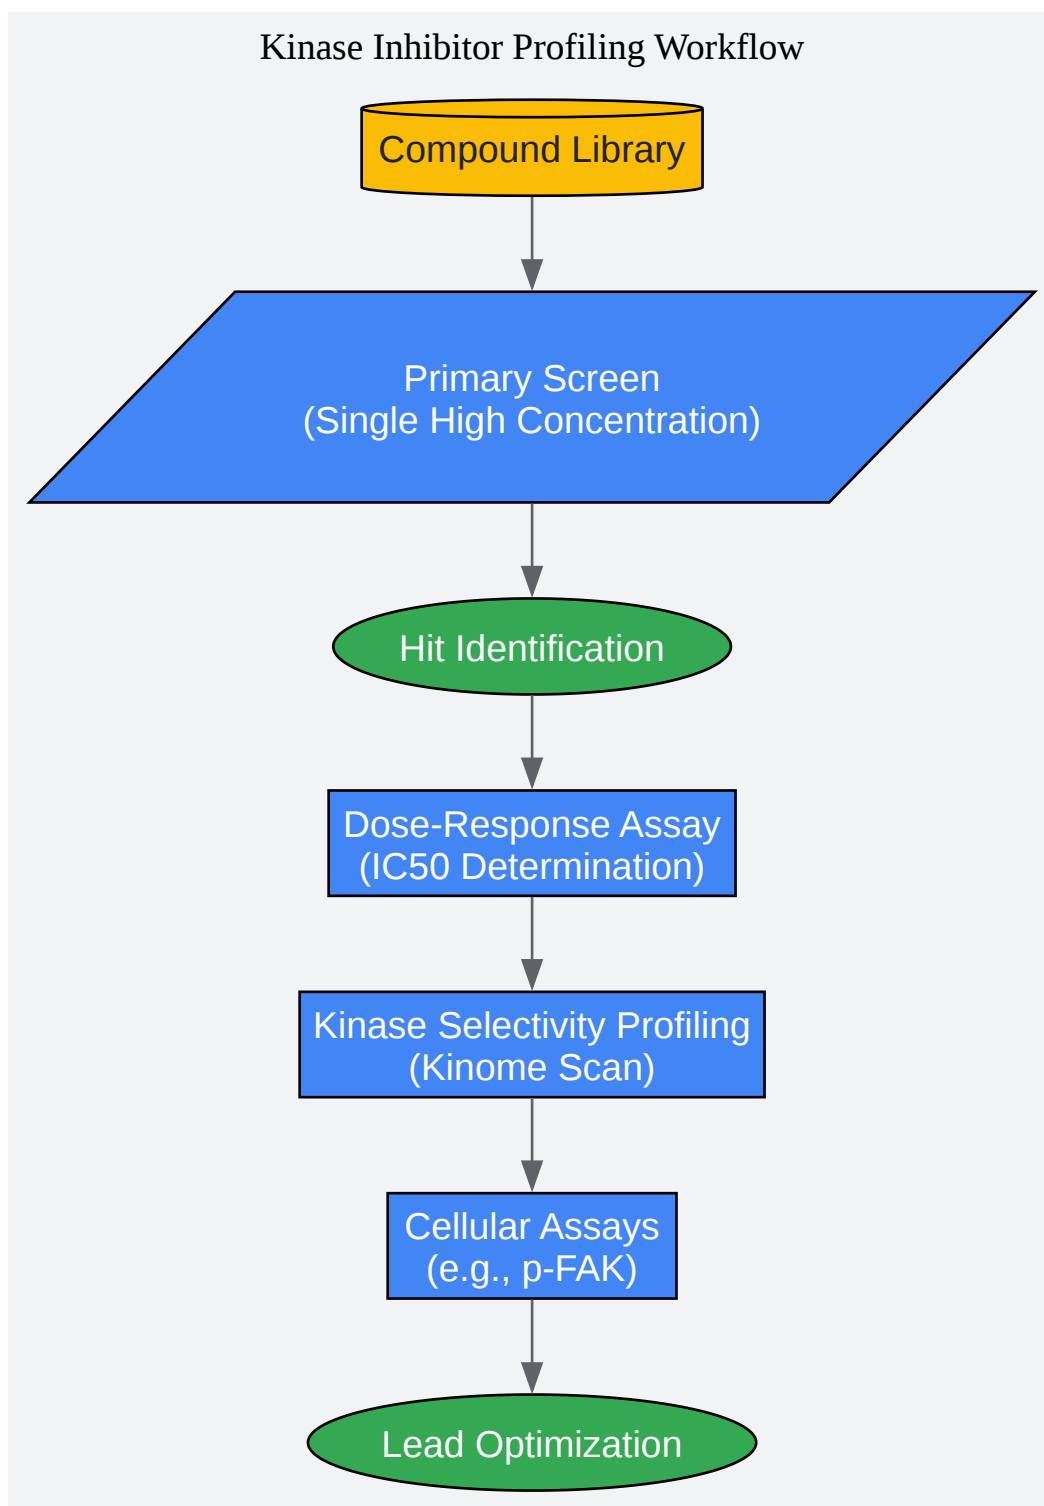 Kinase Inhibitor Profiling Workflow
Compound Library
Primary Screen
(Single High Concentration)
Hit Identification
Dose-Response Assay
(IC50 Determination)
Kinase Selectivity Profiling
(Kinome Scan)
Cellular Assays
(e.g., p-FAK)
Lead Optimization